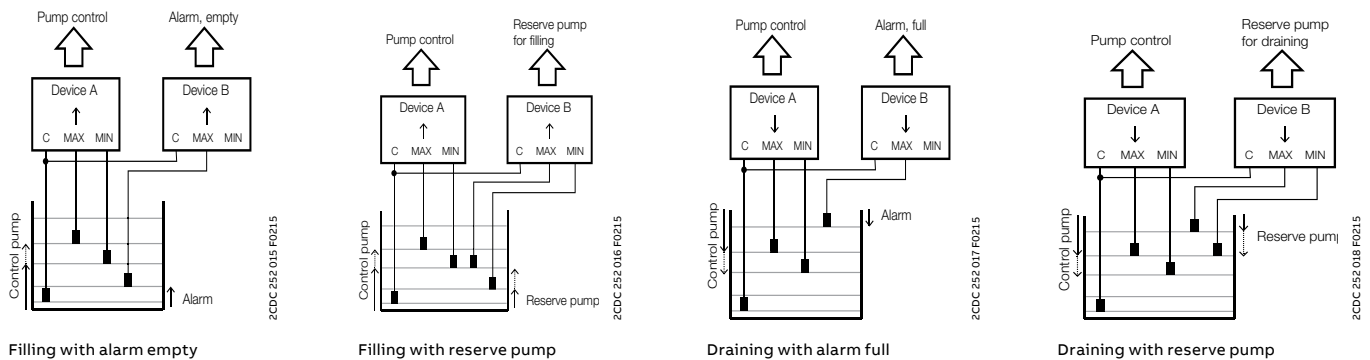 Pump control
Alarm, empty
Device A
C MAX MIN
Device B
C MAX MIN
Control pump
Alarm
2CDC 252 015 F0215
Filling with alarm empty
Pump control
Reserve pump
for filling
Device A
C MAX MIN
Device B
C MAX MIN
Control pump
Reserve pump
2CDC 252 016 F0215
Filling with reserve pump
Pump control
Alarm, full
Device A
C MAX MIN
Device B
C MAX MIN
Control pump
Alarm
2CDC 252 017 F0215
Draining with alarm full
Pump control
Reserve pump
for draining
Device A
C MAX MIN
Device B
C MAX MIN
Control pump
Reserve pump
2CDC 252 018 F0215
Draining with reserve pump